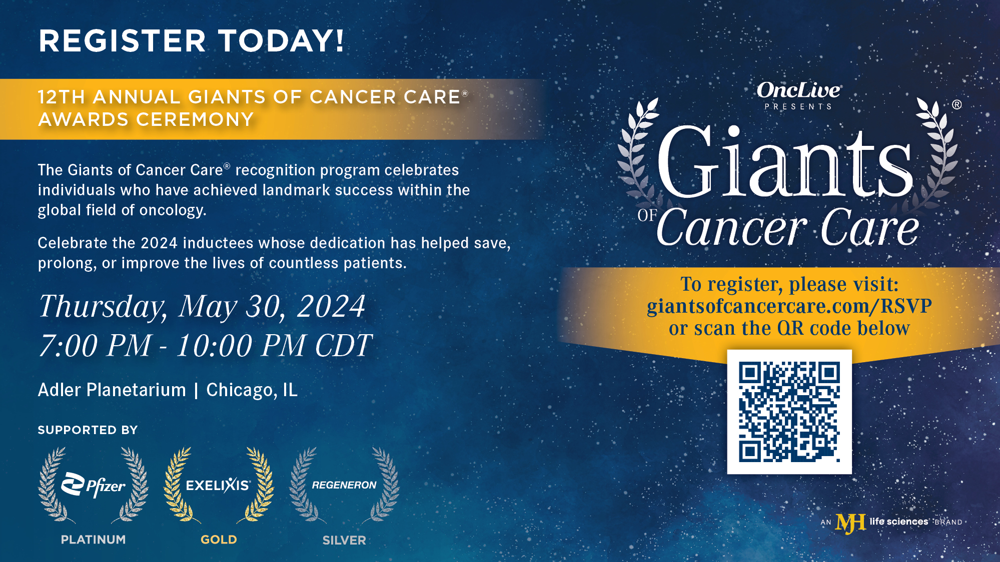 REGISTER TODAY!
12TH ANNUAL GIANTS OF CANCER CARE®
AWARDS CEREMONY
The Giants of Cancer Care® recognition program celebrates
individuals who have achieved landmark success within the
global field of oncology.
Celebrate the 2024 inductees whose dedication has helped save,
prolong, or improve the lives of countless patients.
Thursday, May 30, 2024
7:00 PM - 10:00 PM CDT
Adler Planetarium | Chicago, IL
SUPPORTED BY
Pfizer
PLATINUM
EXELIXIS®
GOLD
REGENERON
SILVER
OncLive®
PRESENTS
Giants®
OF Cancer Care
To register, please visit:
giantsofcancercare.com/RSVP
or scan the QR code below
AN MJH life sciences® BRAND